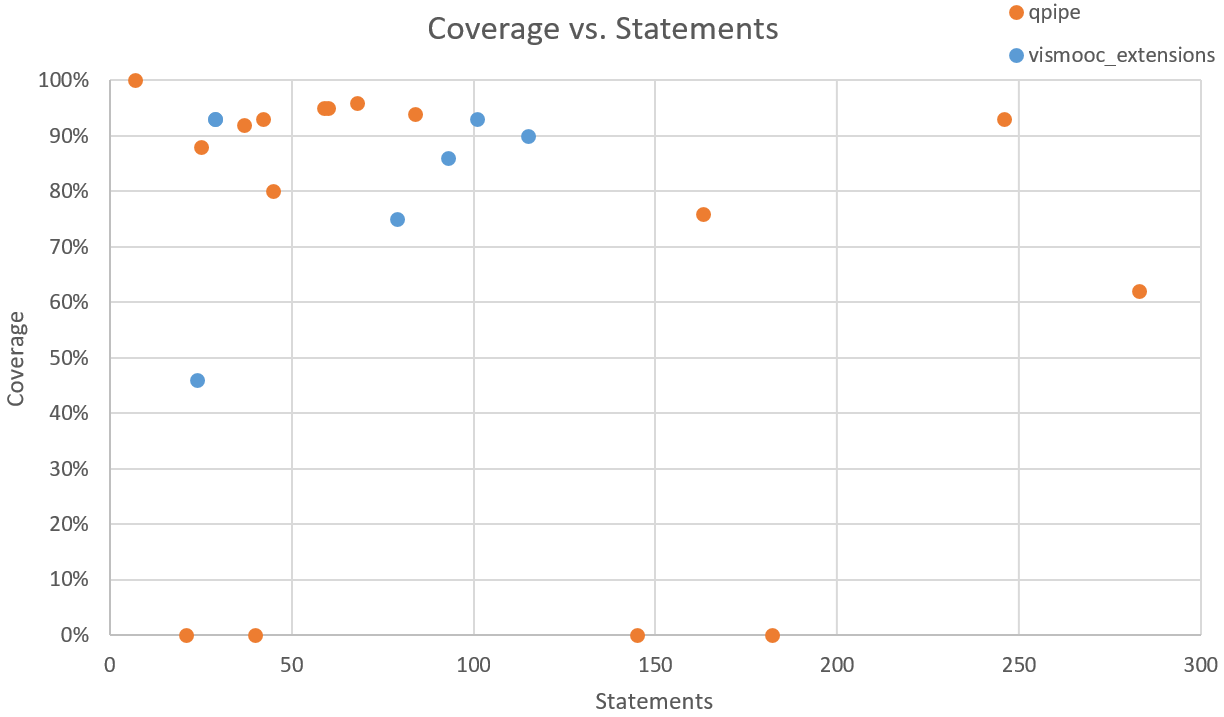 Coverage vs. Statements
qpipe
vismooc_extensions
100%
90%
80%
70%
60%
50%
40%
30%
20%
10%
0%
Coverage
0 50 100 150 200 250 300
Statements